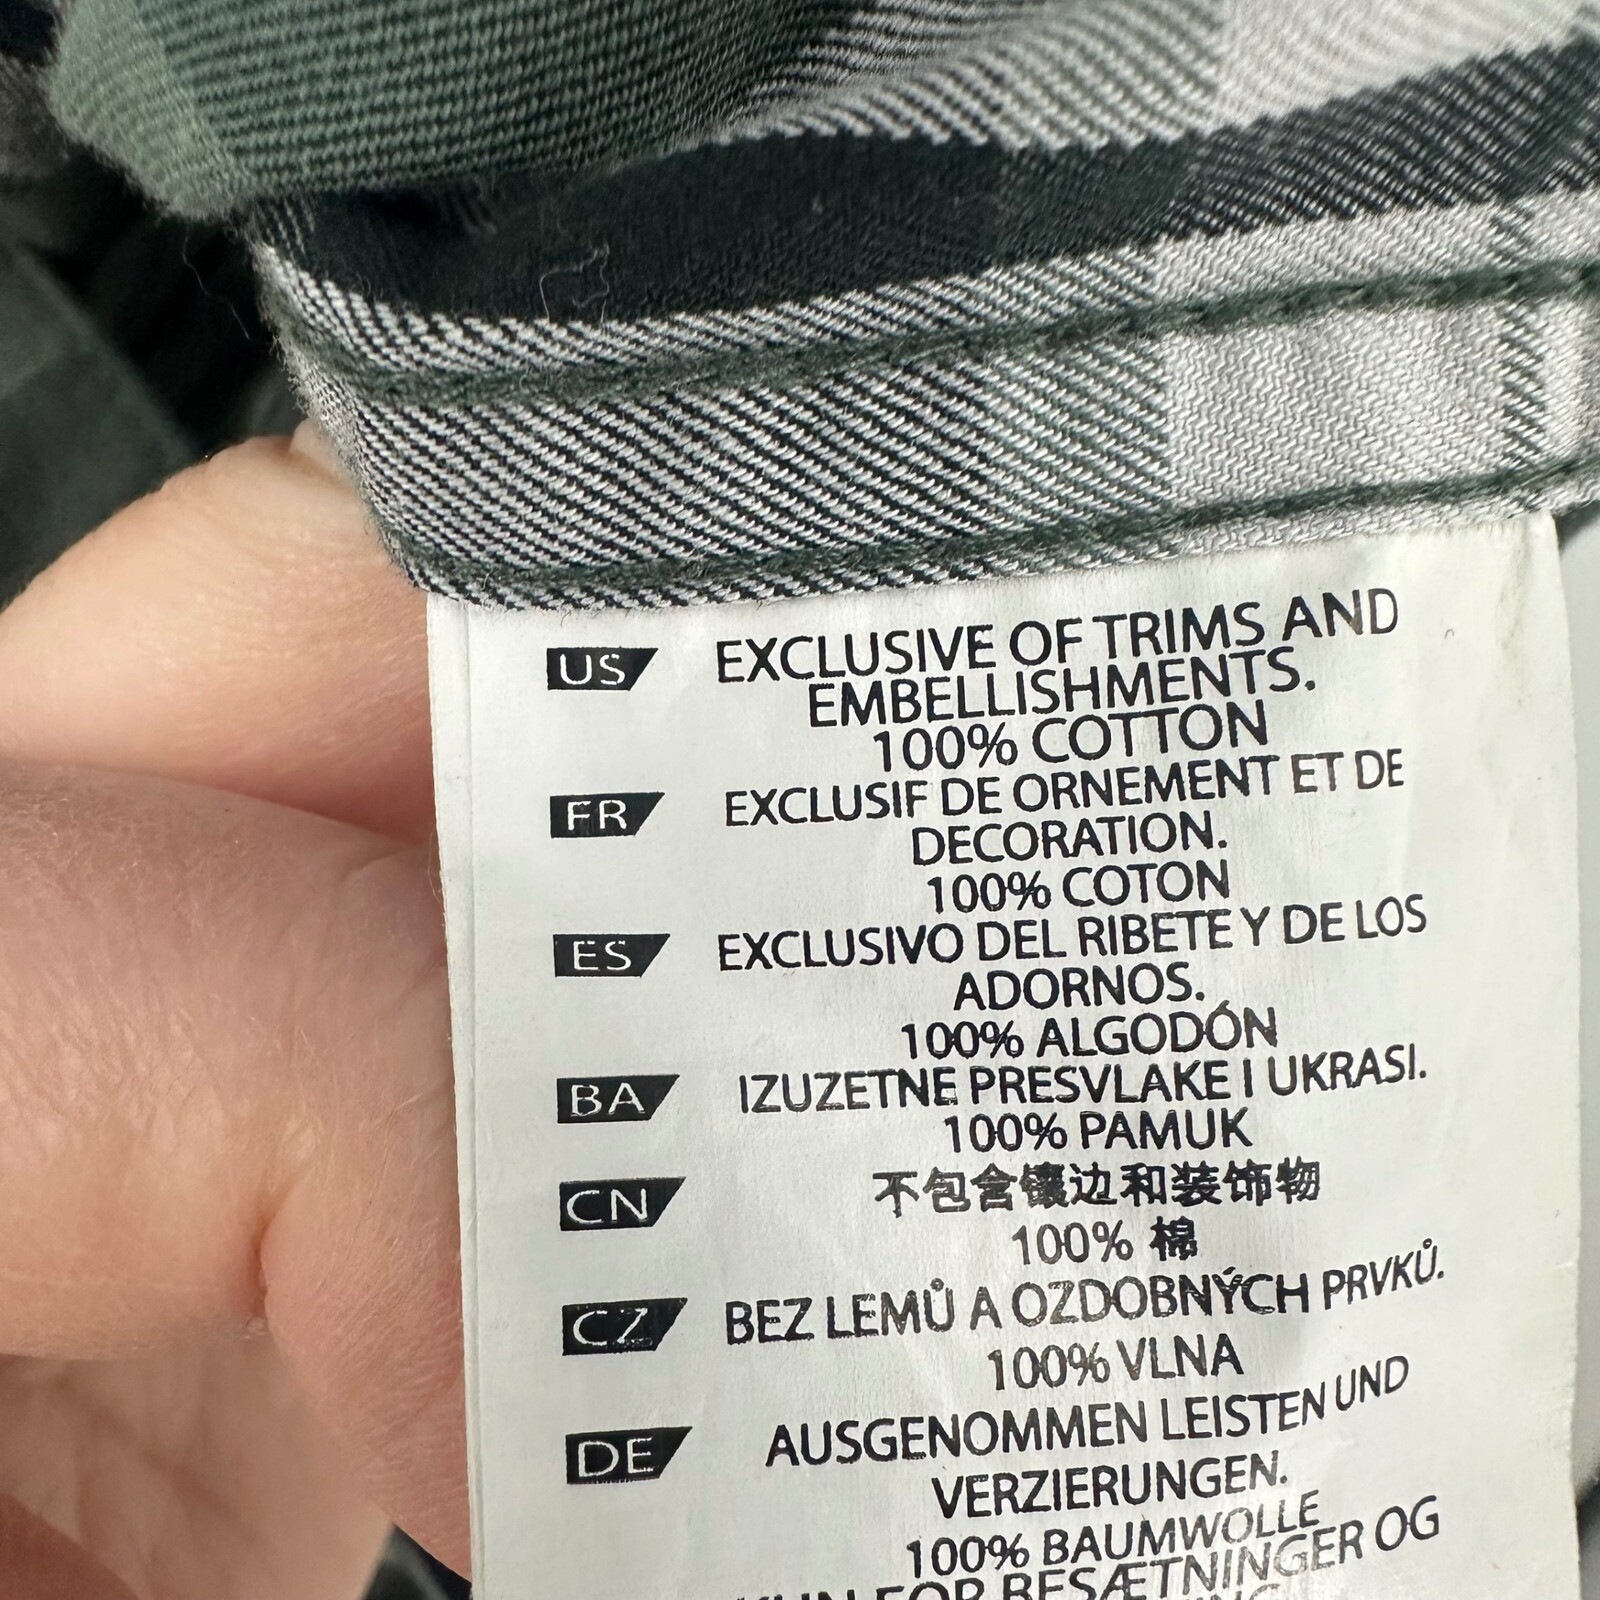 US EXCLUSIVE OF TRIMS AND
EMBELLISHMENTS.
100% COTTON
FR EXCLUSIF DE ORNEMENT ET DE
DECORATION.
100% COTON
ES EXCLUSIVO DEL RIBETE Y DE LOS
ADORNOS.
100% ALGODÓN
BA IZUZETNE PRESVLAKE I UKRASI.
100% PAMUK
CN 不包含镶边和装饰物
100% 棉
CZ BEZ LEMŮ A OZDOBNÝCH PRVKŮ.
100% VLNA
DE AUSGENOMMEN LEISTEN UND
VERZIERUNGEN.
100% BAUMWOLLE
KUN FOR BESÆTNINGER OG